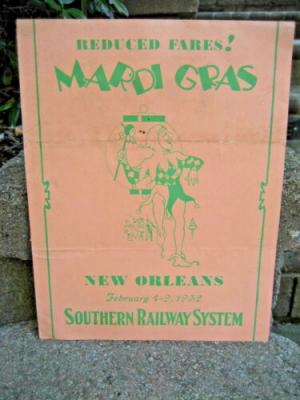 REDUCED FARES!
MARDI GRAS
NEW ORLEANS
February 4-9, 1932
SOUTHERN RAILWAY SYSTEM